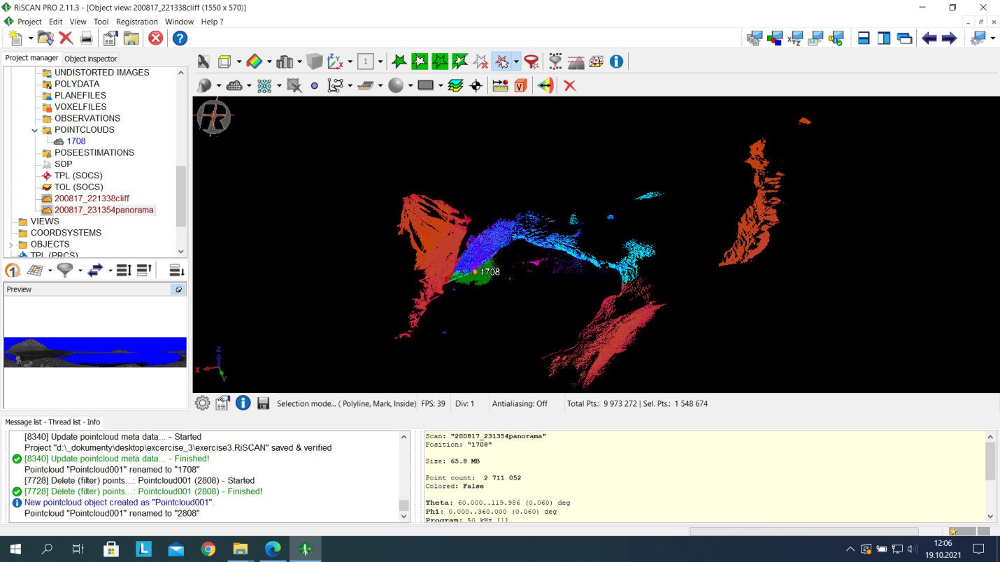 RiSCAN PRO 2.11.3 - [Object view: 200817_221338cliff (1550 x 570)]
Project Edit View Tool Registration Window Help ?
Project manager Object inspector
UNDISTORTED IMAGES
POLYDATA
PLANEFILES
VOXELFILES
OBSERVATIONS
POINTCLOUDS
1708
POSEESTIMATIONS
SOP
TPL (SOCS)
TOL (SOCS)
200817_221338cliff
200817_231354panorama
VIEWS
COORDSYSTEMS
OBJECTS
TPL (PRCS)
Preview
1708
Z
X
Y
Selection mode... ( Polyline, Mark, Inside) FPS: 39 Div: 1 Antialiasing: Off Total Pts.: 9 973 272 | Sel. Pts.: 1 548 674
Message list - Thread list - Info
[8340] Update pointcloud meta data... - Started
Project "d:\_dokumenty\desktop\excercise_3\exercise3.RiSCAN" saved & verified
[8340] Update pointcloud meta data... - Finished!
Pointcloud "Pointcloud001" renamed to "1708"
[7728] Delete (filter) points...: Pointcloud001 (2808) - Started
[7728] Delete (filter) points...: Pointcloud001 (2808) - Finished!
New pointcloud object created as "Pointcloud001".
Pointcloud "Pointcloud001" renamed to "2808"
Scan: "200817_231354panorama"
Position: "1708"
Size: 65.8 MB
Point count: 2 711 052
Colored: False
Theta: 60.000..119.986 (0.060) deg
Phi: 0.000..360.000 (0.060) deg
Program: 50 kHz []]
12:06
19.10.2021